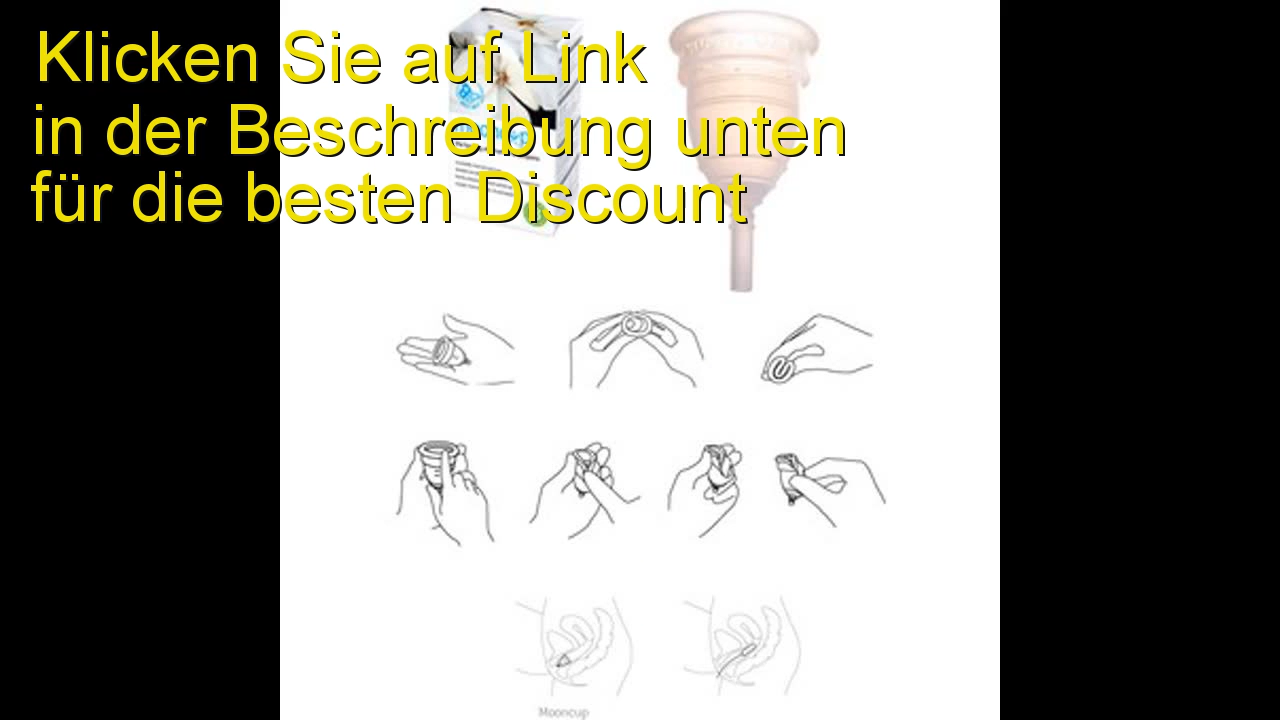 Klicken Sie auf Link
in der Beschreibung unten
für die besten Discount
Mooncup